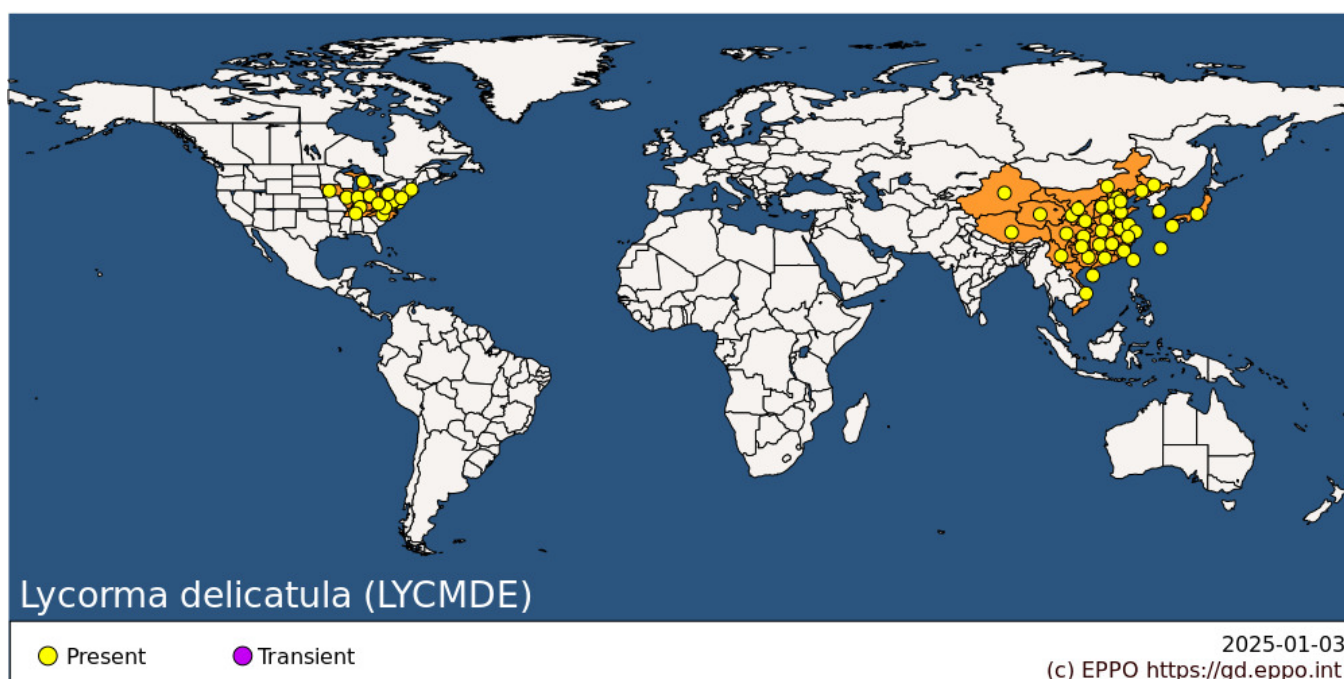 Lycorma delicatula (LYCMDE)
Present
Transient
2025-01-03
(c) EPPO https://gd.eppo.int